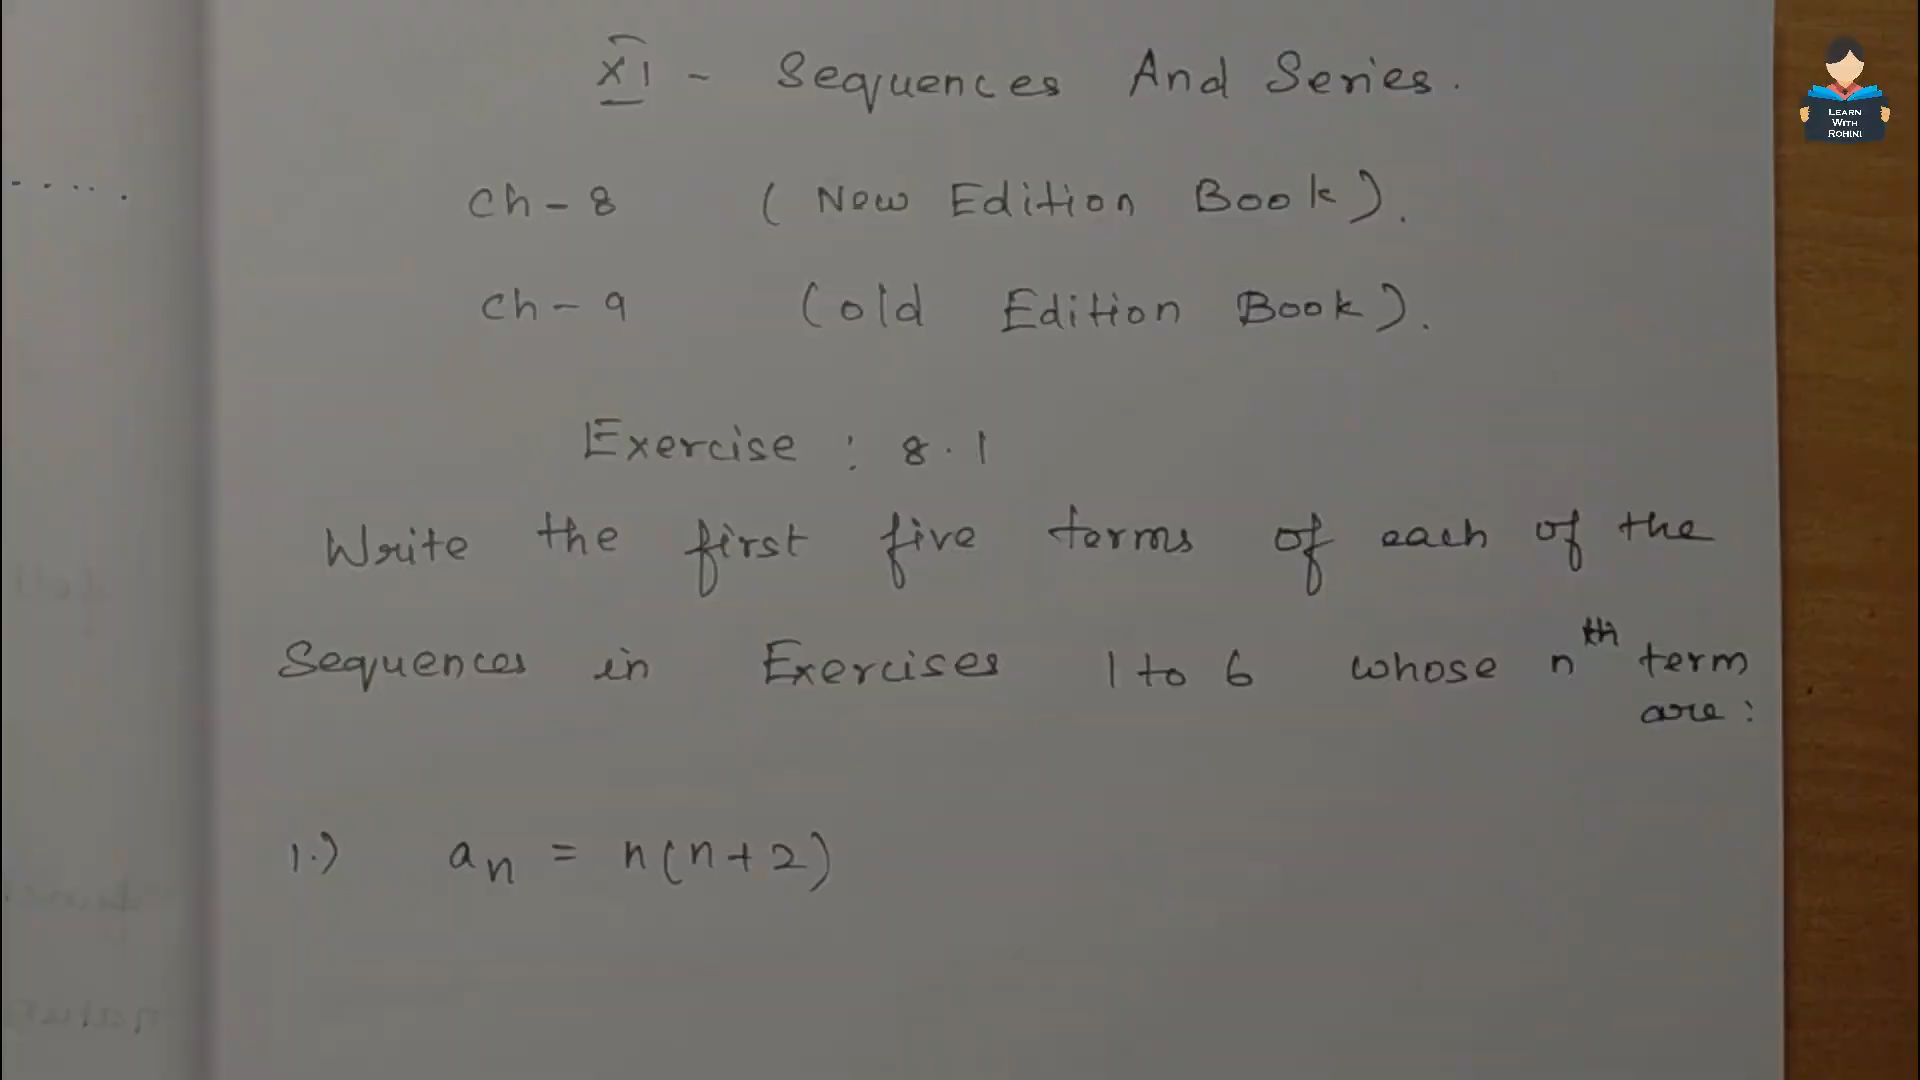 XI - Sequences And Series.
LEARN
WITH
ROHINI
Ch - 8 (New Edition Book).
Ch - 9 (old Edition Book).
Exercise : 8.1
Write the first five terms of each of the
Sequences in Exercises 1 to 6 whose nth term
are:
1.) an = n(n+2)